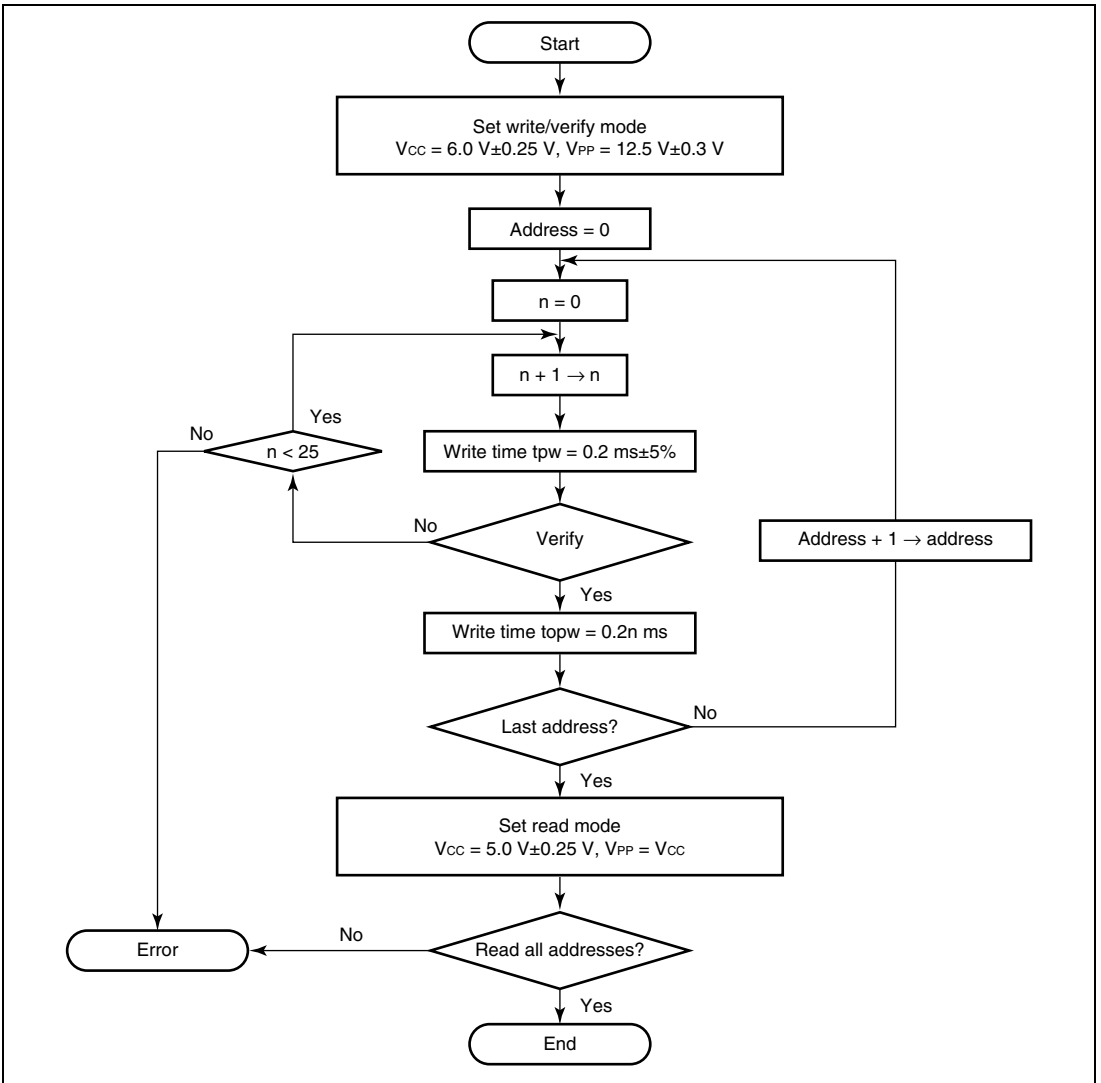 Start
Set write/verify mode
VCC = 6.0 V±0.25 V, VPP = 12.5 V±0.3 V
Address = 0
n = 0
n + 1 → n
Yes
No
n < 25
Write time tpw = 0.2 ms±5%
No
Verify
Address + 1 → address
Yes
Write time topw = 0.2n ms
Last address?
No
Yes
Set read mode
VCC = 5.0 V±0.25 V, VPP = VCC
No
Error
Read all addresses?
Yes
End